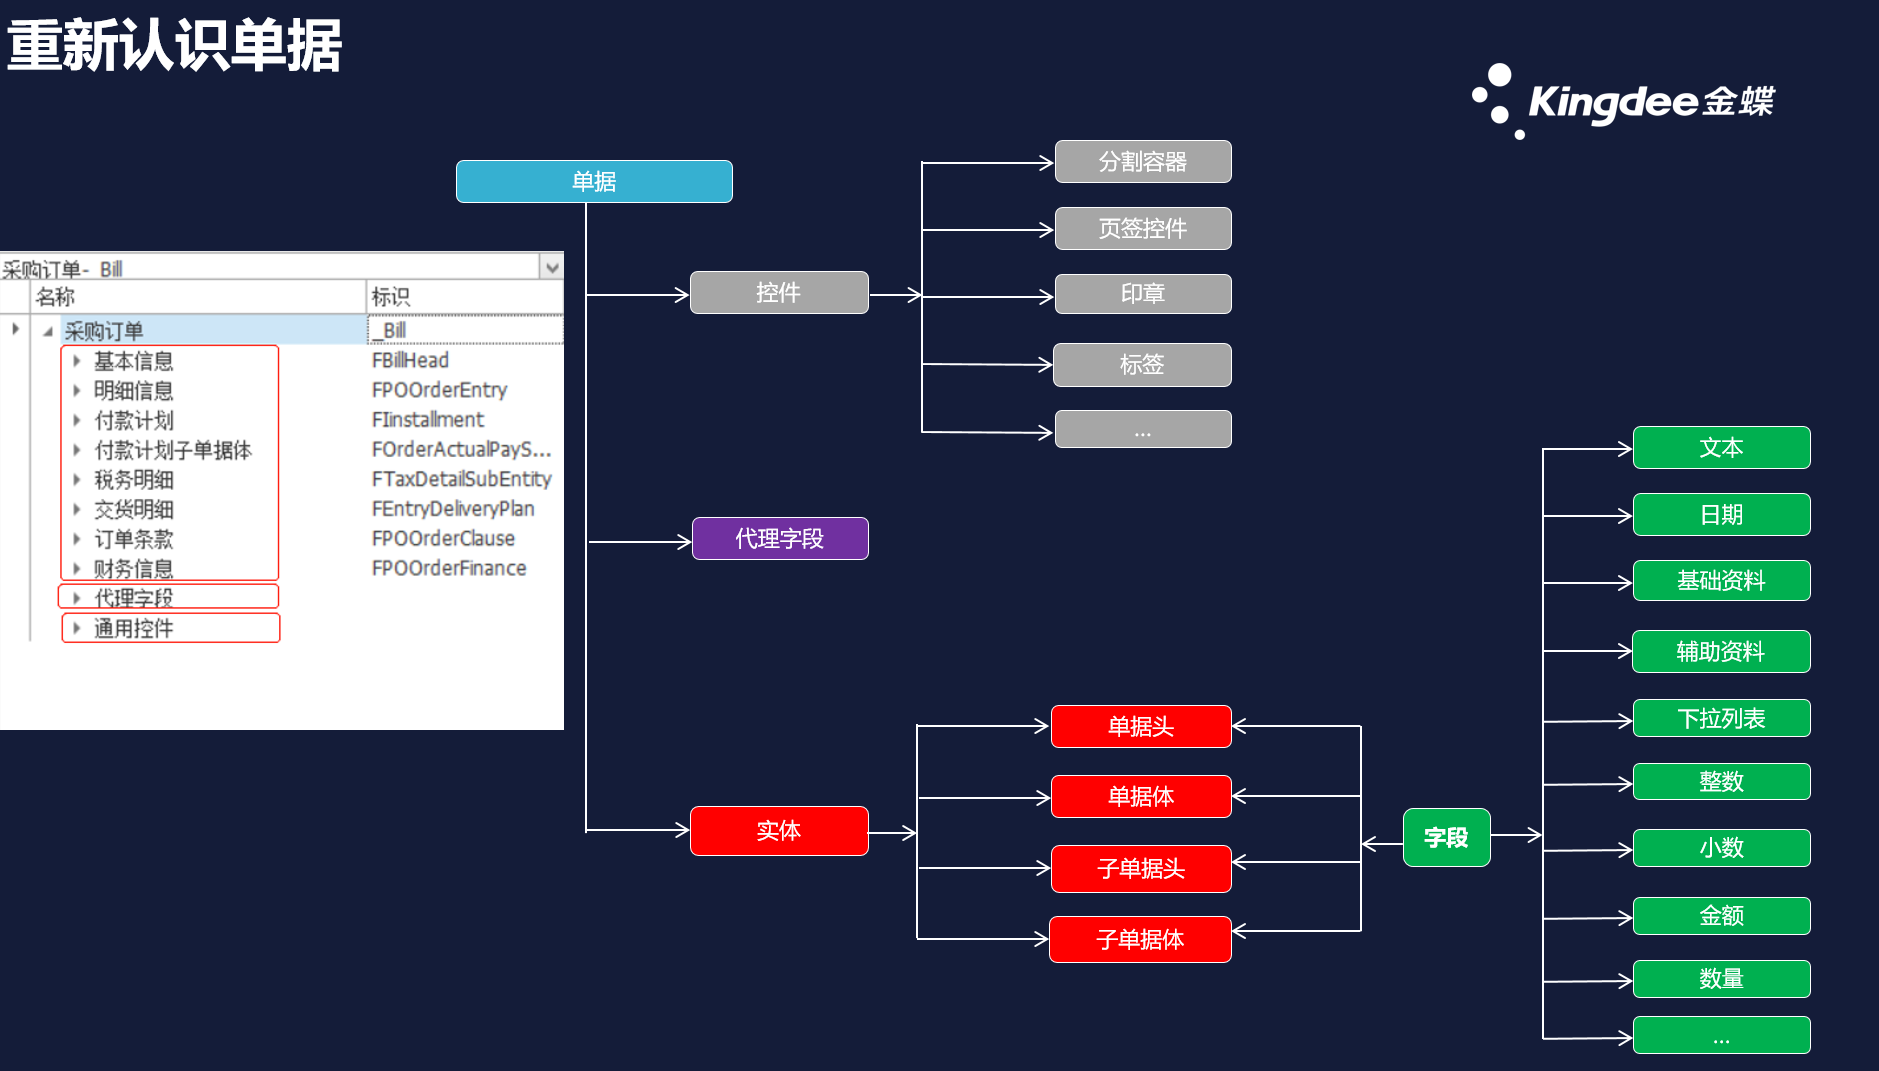 重新认识单据
Kingdee金蝶
单据
控件
分割容器
页签控件
印章
标签
...
代理字段
实体
单据头
单据体
子单据头
子单据体
字段
文本
日期
基础资料
辅助资料
下拉列表
整数
小数
金额
数量
...
采购订单- Bill
名称 标识
采购订单 _Bill
基本信息 FBillHead
明细信息 FPOOrderEntry
付款计划 FIinstallment
付款计划子单据体 FOrderActualPayS...
税务明细 FTaxDetailSubEntity
交货明细 FEntryDeliveryPlan
订单条款 FPOOrderClause
财务信息 FPOOrderFinance
代理字段
通用控件